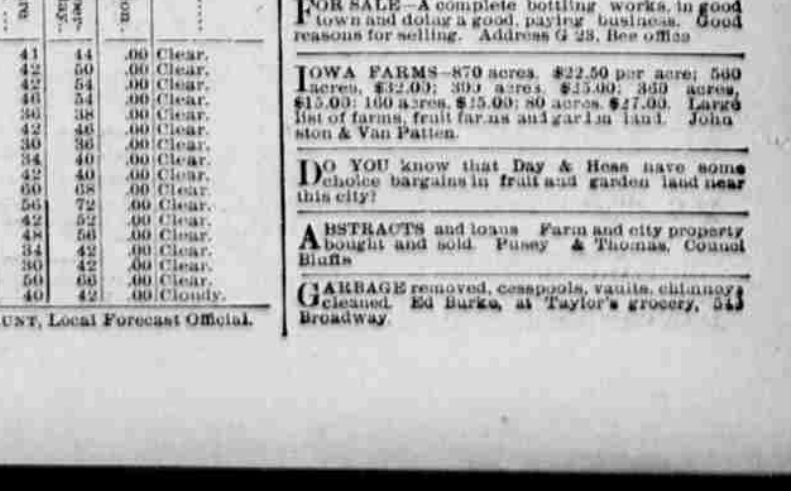 41 44 .00 Clear.
42 50 .00 Clear.
42 54 .00 Clear.
46 54 .00 Clear.
36 38 .00 Clear.
42 46 .00 Clear.
30 36 .00 Clear.
34 40 .00 Clear.
42 40 .00 Clear.
60 68 .00 Clear.
56 72 .00 Clear.
42 52 .00 Clear.
48 56 .00 Clear.
34 42 .00 Clear.
30 42 .00 Clear.
50 66 .00 Clear.
40 42 .00 Cloudy.
UNT, Local Forecast Official.
FOR SALE—A complete bottling works, in good
town and doing a good, paying business. Good
reasons for selling. Address G 23, Bee office
IOWA FARMS—870 acres, $22.50 per acre; 560
acres, $32.00; 300 acres, $25.00; 360 acres,
$15.00; 160 acres, $15.00; 80 acres, $27.00. Large
list of farms, fruit farms and garden land. John
ston & Van Patten.
DO YOU know that Day & Hess have some
choice bargains in fruit and garden land near
this city?
ABSTRACTS and loans Farm and city property
bought and sold. Pusey & Thomas, Council
Bluffs
GARBAGE removed, cesspools, vaults, chimneys
cleaned Ed Burke, at Taylor's grocery, 543
Broadway.